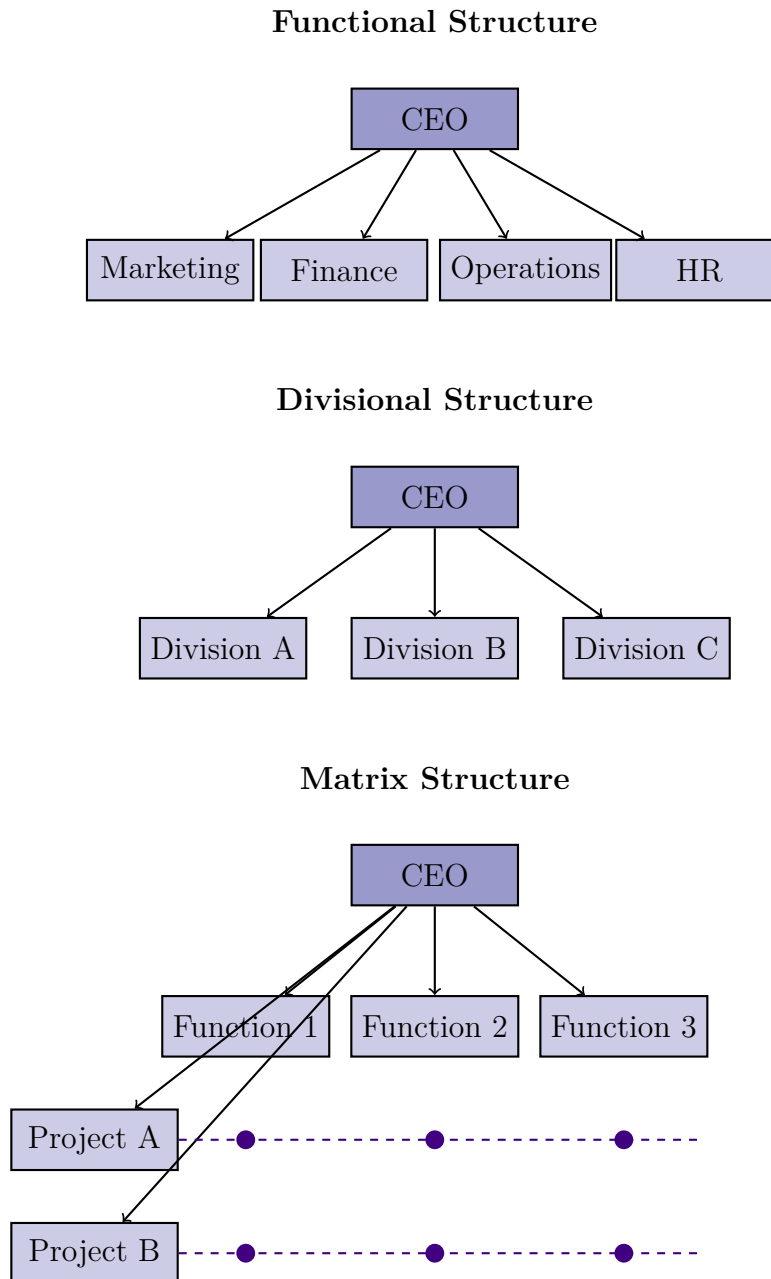 Functional Structure
CEO
Marketing
Finance
Operations
HR
Divisional Structure
CEO
Division A
Division B
Division C
Matrix Structure
CEO
Function 1
Function 2
Function 3
Project A
Project B